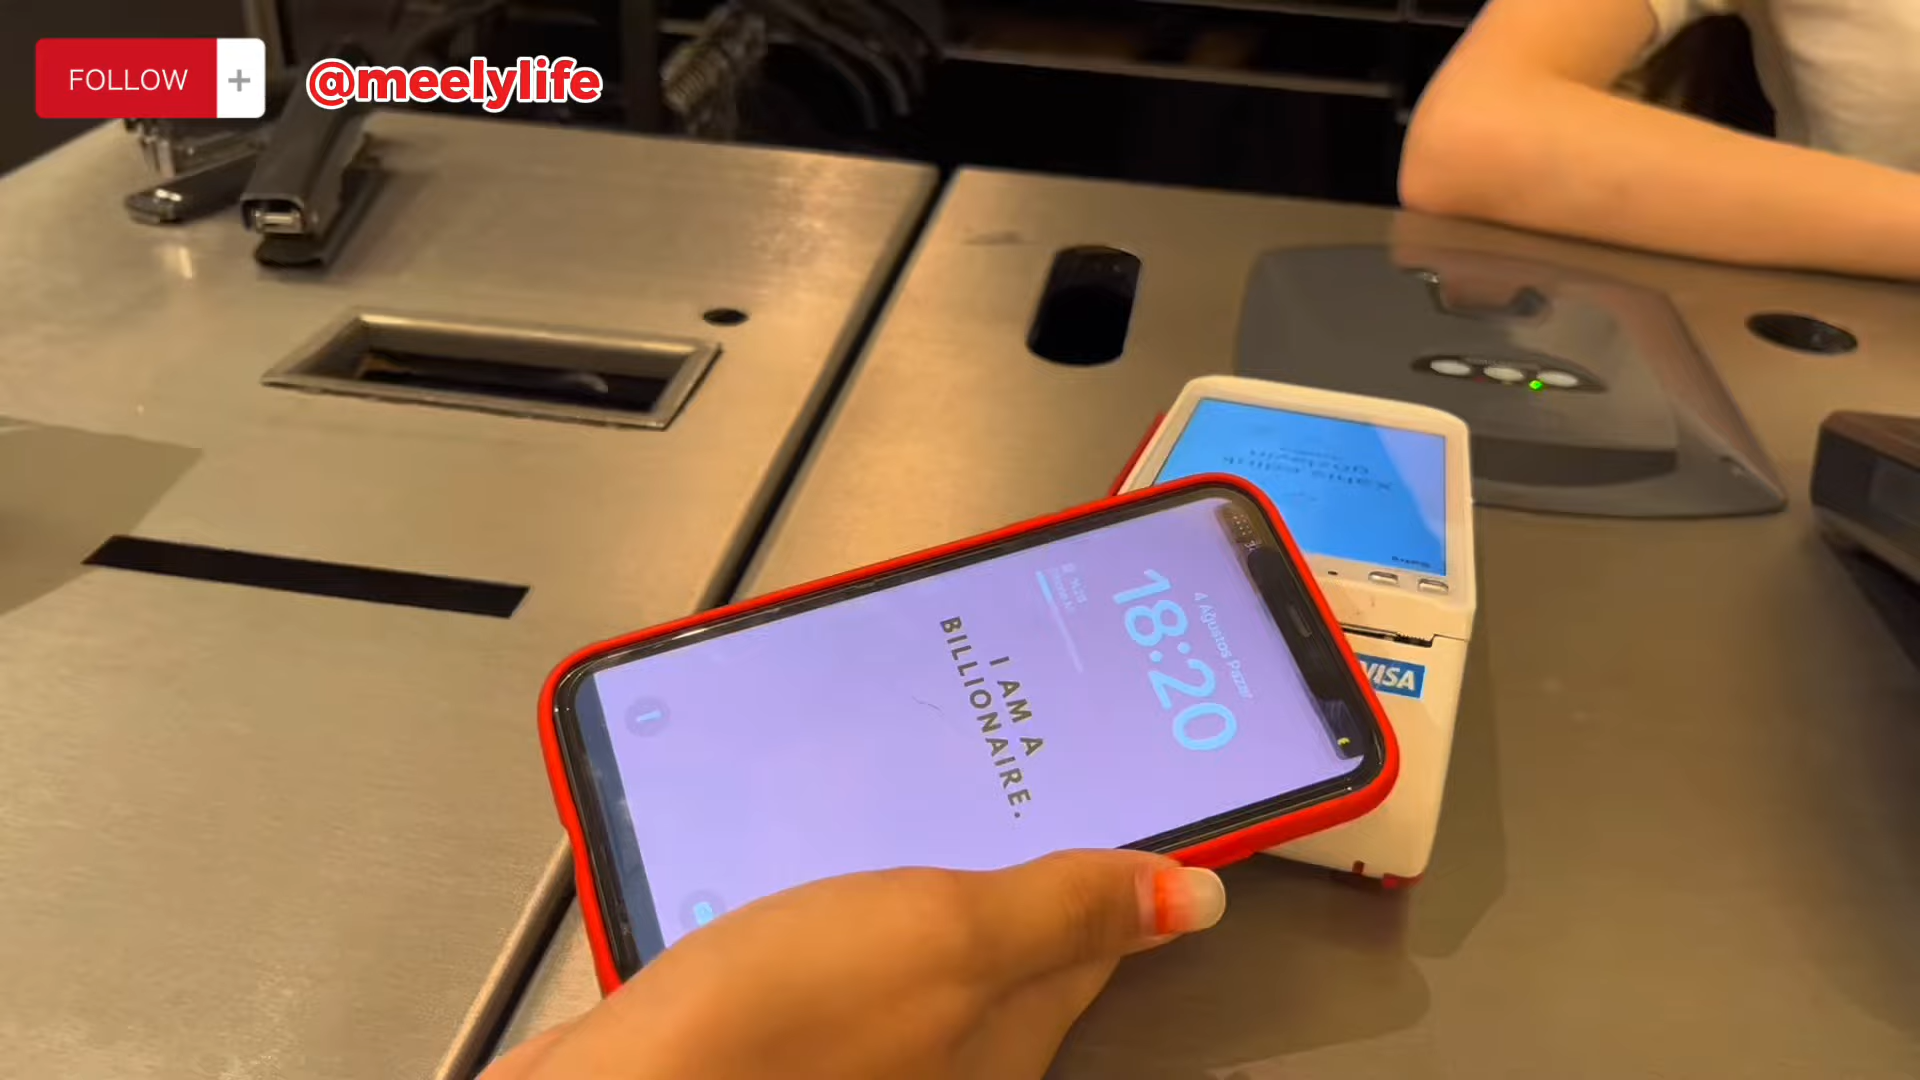 FOLLOW +
@meelylife
4 Ağustos Pazar
18:20
I AM A
BILLIONAIRE.
VISA